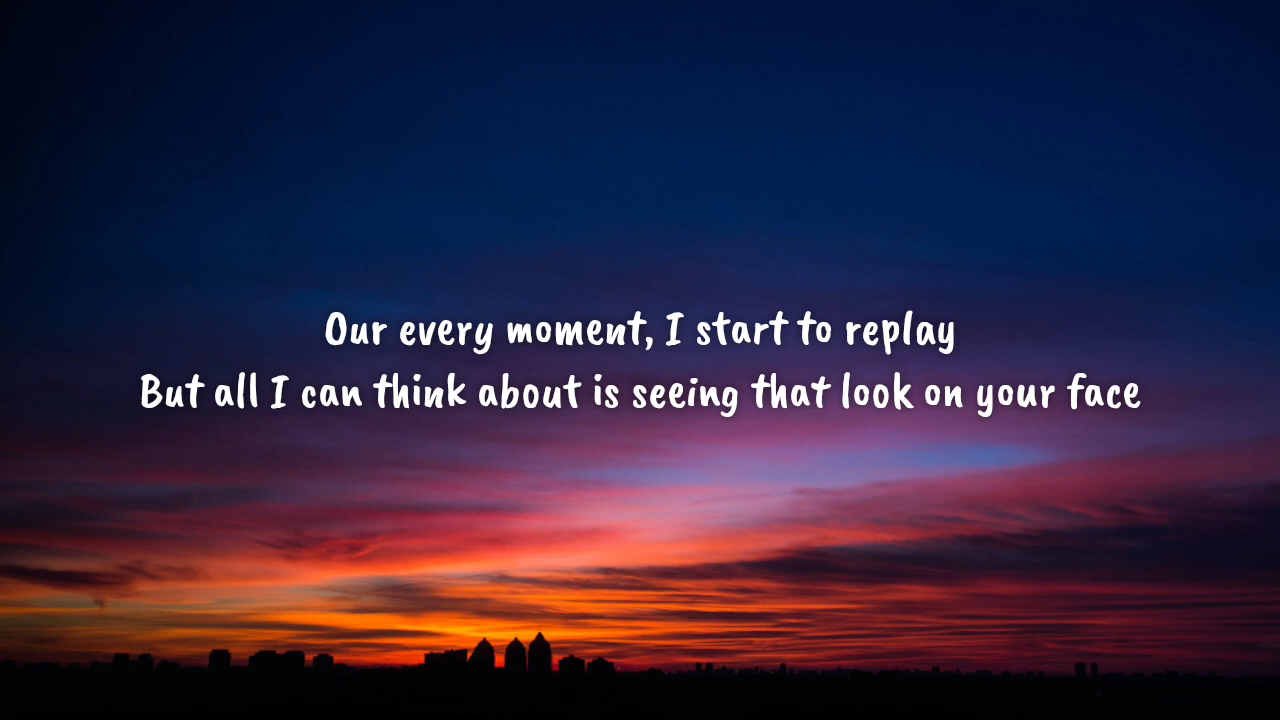 Our every moment, I start to replay
But all I can think about is seeing that look on your face